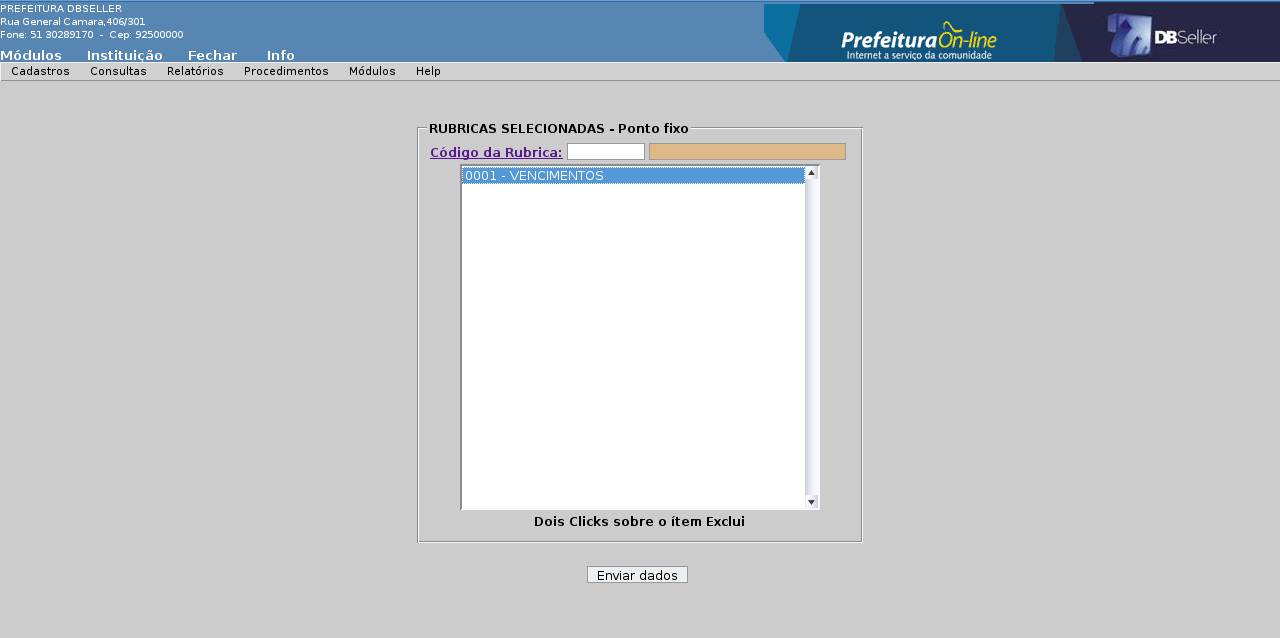 PREFEITURA DBSELLER
Rua General Camara,406/301
Fone: 51 30289170 - Cep: 92500000
Módulos Instituição Fechar Info
Prefeitura On-line
Internet a serviço da comunidade
DBSeller
Cadastros Consultas Relatórios Procedimentos Módulos Help
RUBRICAS SELECIONADAS - Ponto fixo
Código da Rubrica:
0001 - VENCIMENTOS
Dois Clicks sobre o ítem Exclui
Enviar dados